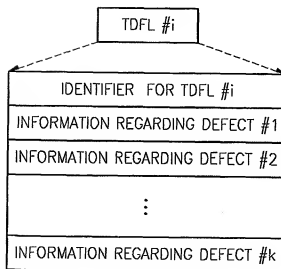 TDFL #i
IDENTIFIER FOR TDFL #i
INFORMATION REGARDING DEFECT #1
INFORMATION REGARDING DEFECT #2
⋮
INFORMATION REGARDING DEFECT #k